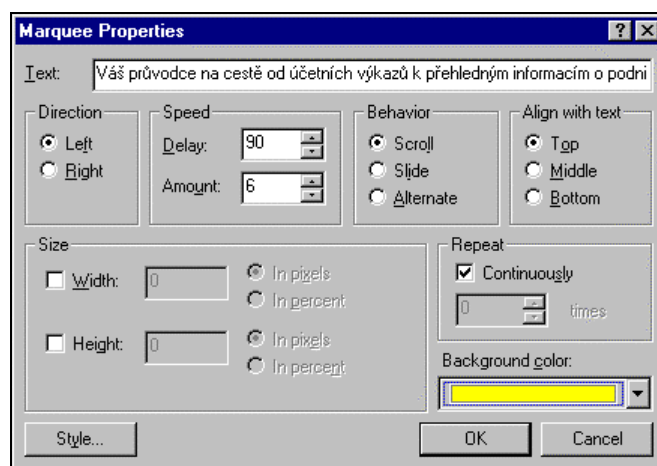 Marquee Properties
Text: Váš průvodce na cestě od účetních výkazů k přehledným informacím o podni
Direction
Left
Right
Speed
Delay: 90
Amount: 6
Behavior
Scroll
Slide
Alternate
Align with text
Top
Middle
Bottom
Size
Width: 0
In pixels
In percent
Height: 0
In pixels
In percent
Repeat
Continuously
0 times
Background color:
Style...
OK
Cancel